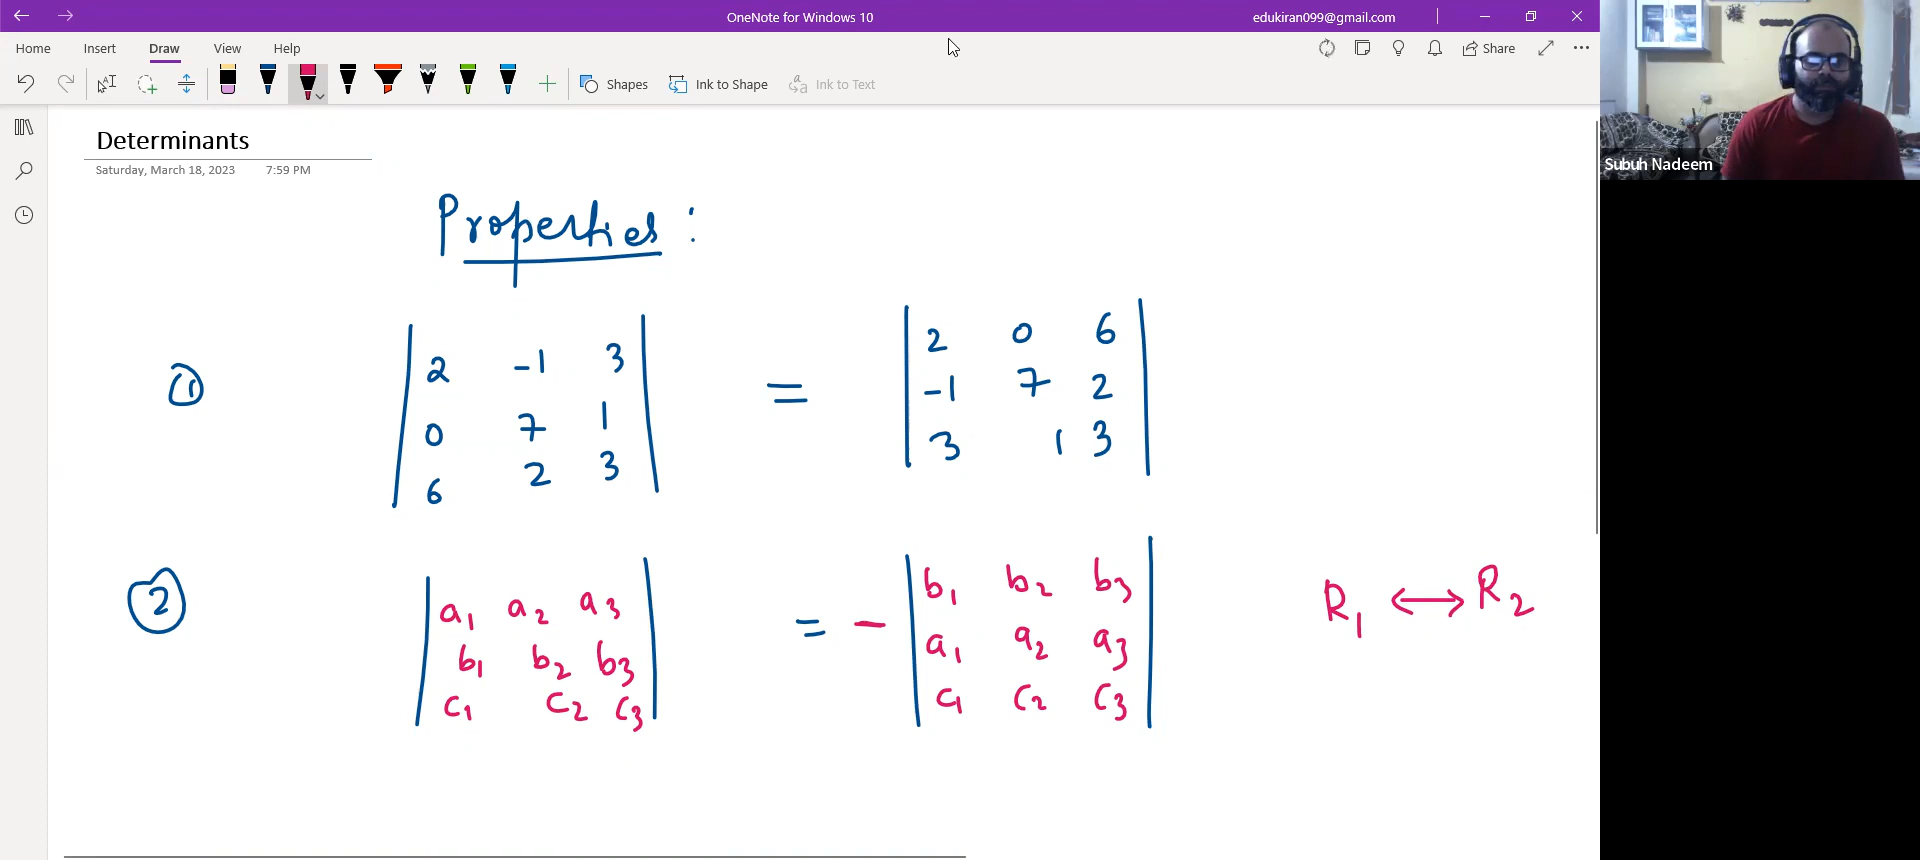 OneNote for Windows 10
edukiran099@gmail.com
Home Insert Draw View Help
Share
Shapes
Ink to Shape
Ink to Text
Determinants
Saturday, March 18, 2023 7:59 PM
Properties :
① 2 -1 3 = 2 0 6
0 7 1 -1 7 2
6 2 3 3 1 3
② a1 a2 a3 = - b1 b2 b3 R1 ↔ R2
b1 b2 b3 a1 a2 a3
c1 c2 c3 c1 c2 c3
Subuh Nadeem